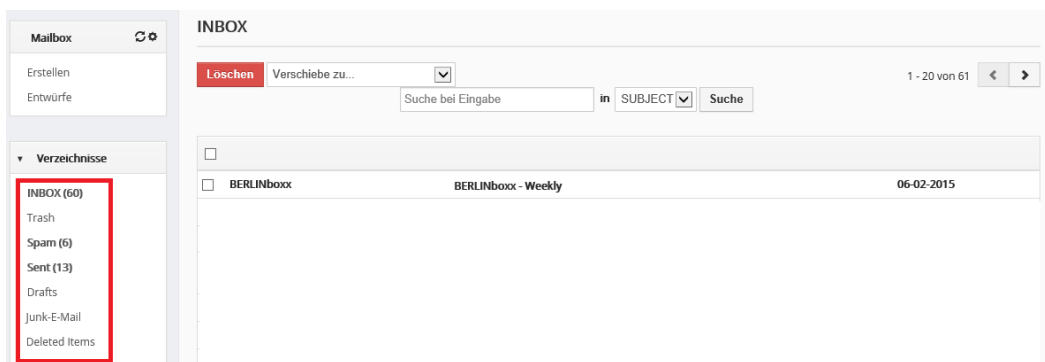 Mailbox
Erstellen
Entwürfe
Verzeichnisse
INBOX (60)
Trash
Spam (6)
Sent (13)
Drafts
Junk-E-Mail
Deleted Items
INBOX
Löschen Verschiebe zu... 1 - 20 von 61
Suche bei Eingabe in SUBJECT Suche
BERLINboxx BERLINboxx - Weekly 06-02-2015